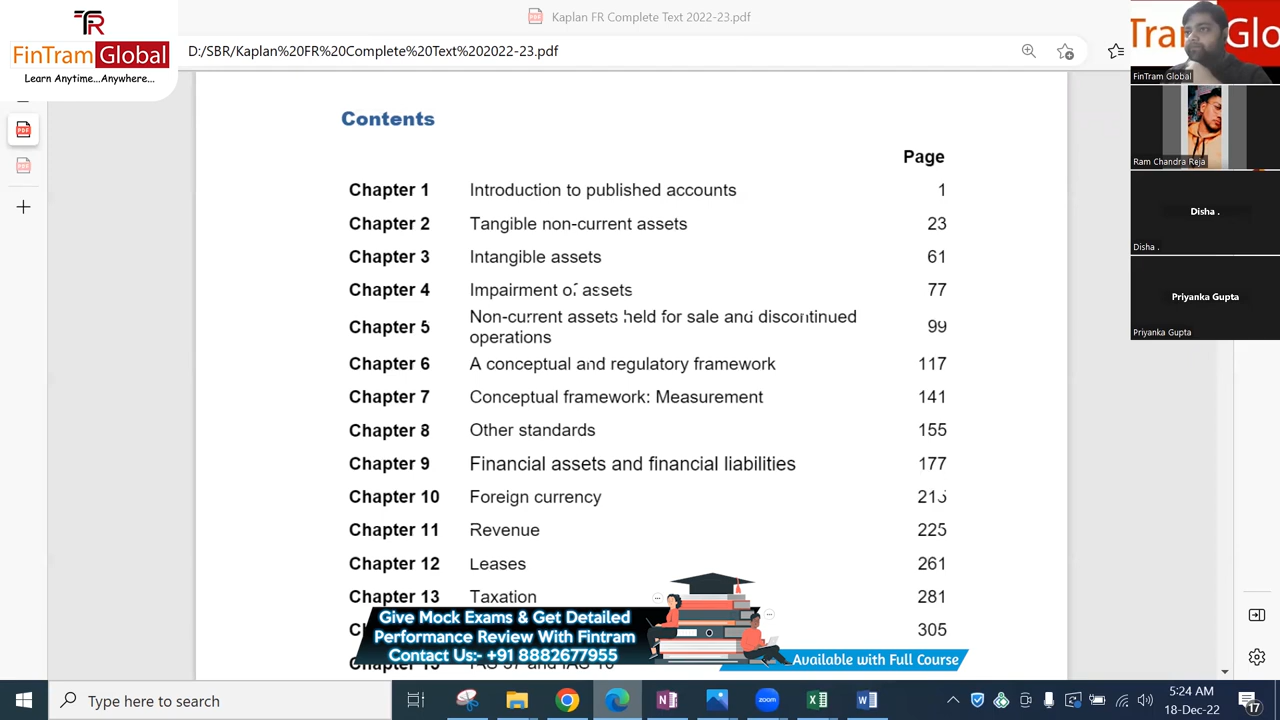 TR
FinTram Global
Learn Anytime...Anywhere...
Kaplan FR Complete Text 2022-23.pdf
D:/SBR/Kaplan%20FR%20Complete%20Text%202022-23.pdf
Contents
Page
Chapter 1 Introduction to published accounts 1
Chapter 2 Tangible non-current assets 23
Chapter 3 Intangible assets 61
Chapter 4 Impairment of assets 77
Chapter 5 Non-current assets held for sale and discontinued operations 99
Chapter 6 A conceptual and regulatory framework 117
Chapter 7 Conceptual framework: Measurement 141
Chapter 8 Other standards 155
Chapter 9 Financial assets and financial liabilities 177
Chapter 10 Foreign currency
Chapter 11 Revenue 225
Chapter 12 Leases 261
Chapter 13 Taxation 281
305
Give Mock Exams & Get Detailed
Performance Review With Fintram
Contact Us:- +91 8882677955
Available with Full Course
Tram Glo
FinTram Global
Ram Chandra Reja
Disha .
Disha .
Priyanka Gupta
Priyanka Gupta
Type here to search
zoom
5:24 AM
18-Dec-22
17